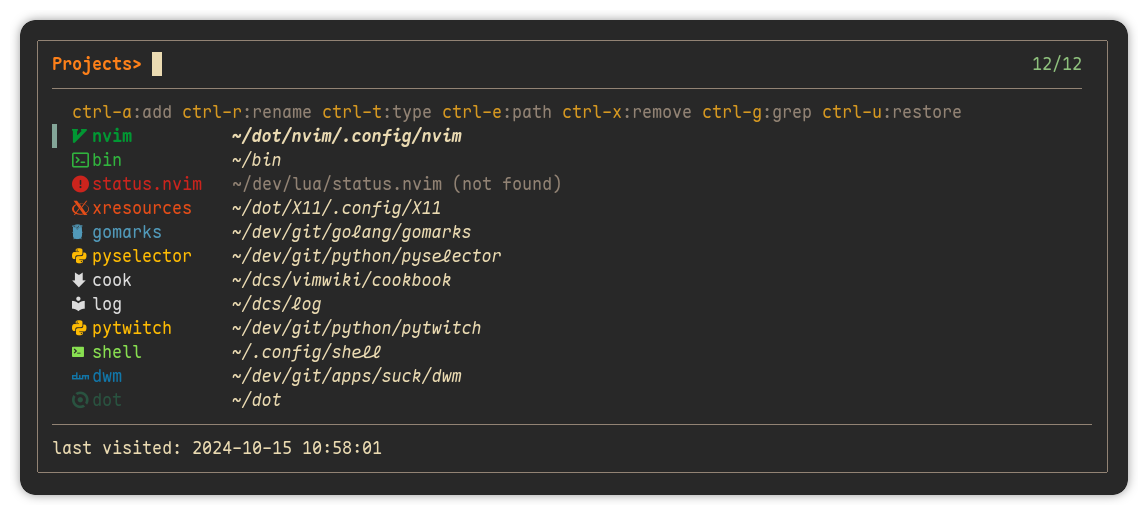 Projects> 12/12
ctrl-a:add ctrl-r:rename ctrl-t:type ctrl-e:path ctrl-x:remove ctrl-g:grep ctrl-u:restore
nvim ~/dot/nvim/.config/nvim
bin ~/bin
status.nvim ~/dev/lua/status.nvim (not found)
xresources ~/dot/X11/.config/X11
gomarks ~/dev/git/golang/gomarks
pyselector ~/dev/git/python/pyselector
cook ~/dcs/vimwiki/cookbook
log ~/dcs/log
pytwitch ~/dev/git/python/pytwitch
shell ~/.config/shell
dwm dwm ~/dev/git/apps/suck/dwm
dot ~/dot
last visited: 2024-10-15 10:58:01